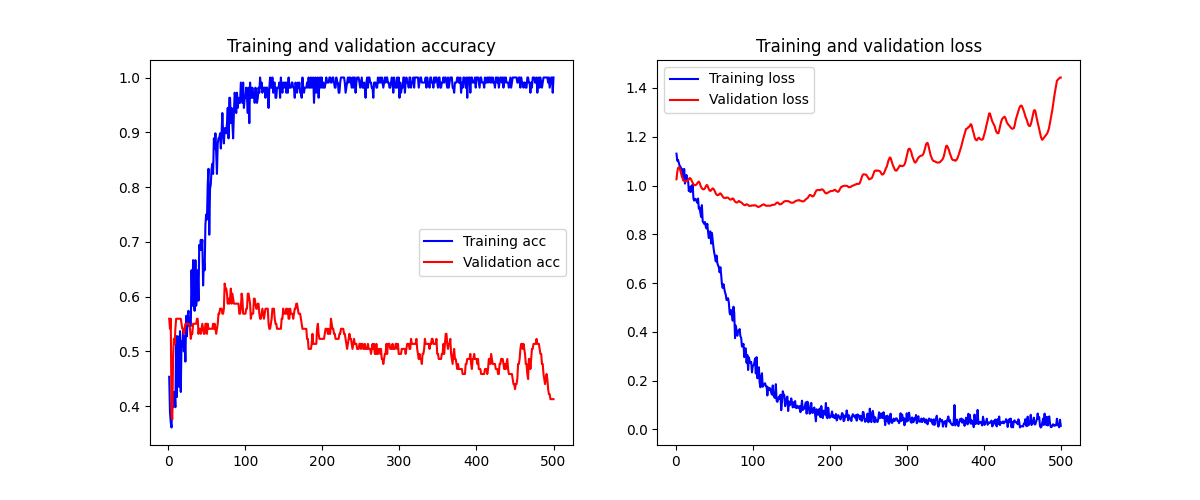 Training and validation accuracy
1.0
0.9
0.8
0.7
0.6
0.5
0.4
Training acc
Validation acc
0 100 200 300 400 500
Training and validation loss
Training loss
Validation loss
1.4
1.2
1.0
0.8
0.6
0.4
0.2
0.0
0 100 200 300 400 500